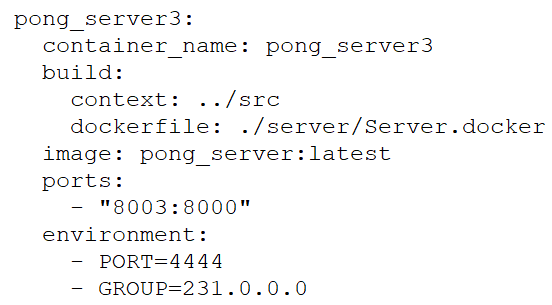 pong_server3:
  container_name: pong_server3
  build:
    context: ../src
    dockerfile: ./server/Server.docker
  image: pong_server:latest
  ports:
    - "8003:8000"
  environment:
    - PORT=4444
    - GROUP=231.0.0.0